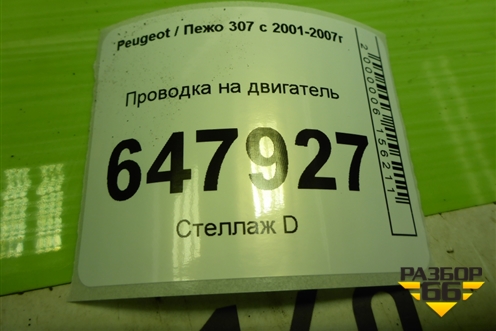 Peugeot / Пежо 307 с 2001-2007г
Проводка на двигатель
647927
Стеллаж D
2000006156211
РАЗБОР
66